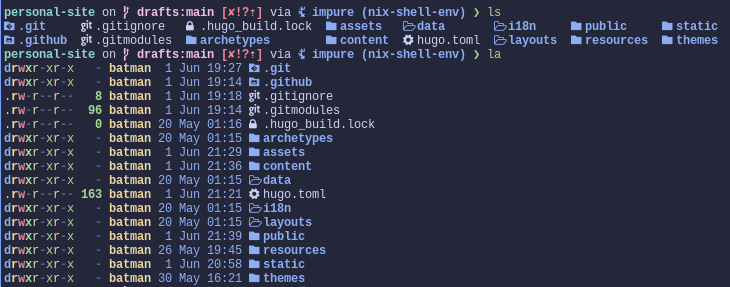 personal-site on drafts:main [✘!?⇡] via impure (nix-shell-env) ❯ ls
.git .gitignore .hugo_build.lock assets data i18n public static
.github .gitmodules archetypes content hugo.toml layouts resources themes
personal-site on drafts:main [✘!?⇡] via impure (nix-shell-env) ❯ la
drwxr-xr-x - batman 1 Jun 19:27 .git
drwxr-xr-x - batman 1 Jun 19:14 .github
.rw-r--r-- 8 batman 1 Jun 19:18 .gitignore
.rw-r--r-- 96 batman 1 Jun 19:14 .gitmodules
.rw-r--r-- 0 batman 20 May 01:16 .hugo_build.lock
drwxr-xr-x - batman 20 May 01:15 archetypes
drwxr-xr-x - batman 1 Jun 21:29 assets
drwxr-xr-x - batman 1 Jun 21:36 content
drwxr-xr-x - batman 20 May 01:15 data
.rw-r--r-- 163 batman 1 Jun 21:21 hugo.toml
drwxr-xr-x - batman 20 May 01:15 i18n
drwxr-xr-x - batman 20 May 01:15 layouts
drwxr-xr-x - batman 1 Jun 21:39 public
drwxr-xr-x - batman 26 May 19:45 resources
drwxr-xr-x - batman 1 Jun 20:58 static
drwxr-xr-x - batman 30 May 16:21 themes